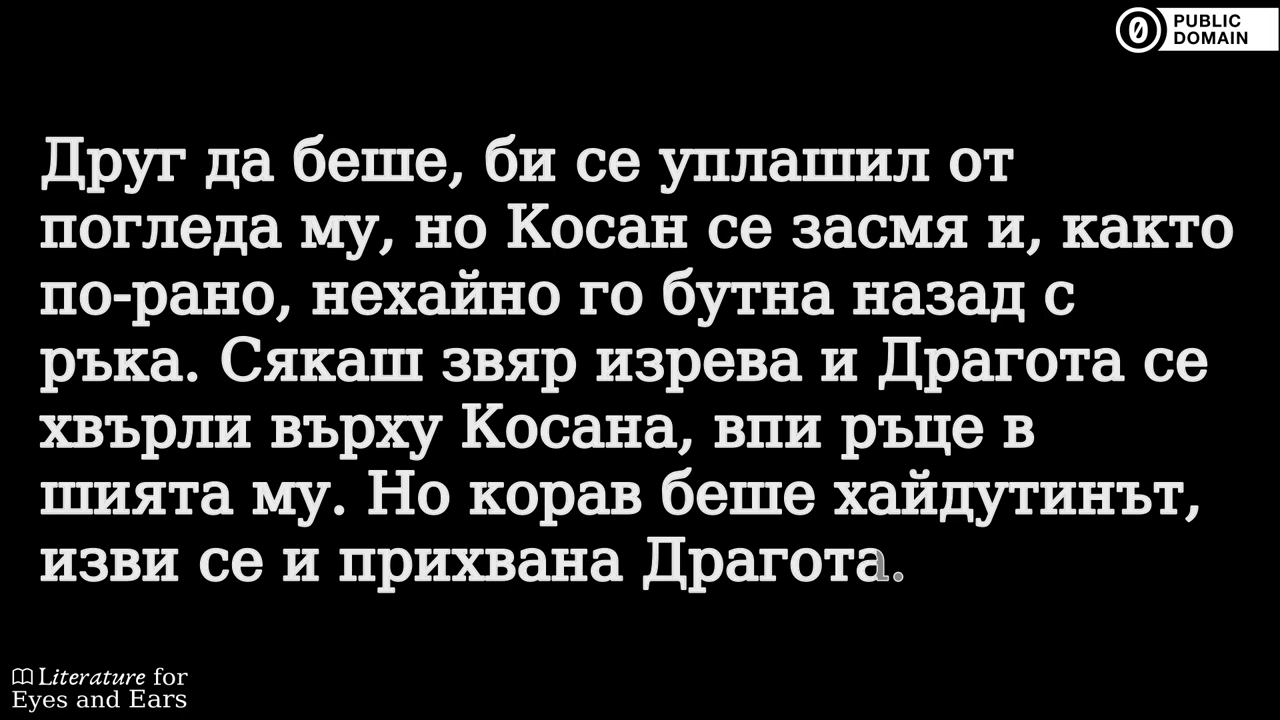 PUBLIC
DOMAIN
Друг да беше, би се уплашил от
погледа му, но Косан се засмя и, както
по-рано, нехайно го бутна назад с
ръка. Сякаш звяр изрева и Драгота се
хвърли върху Косана, впи ръце в
шията му. Но корав беше хайдутинът,
изви се и прихвана Драгота.
Literature for
Eyes and Ears